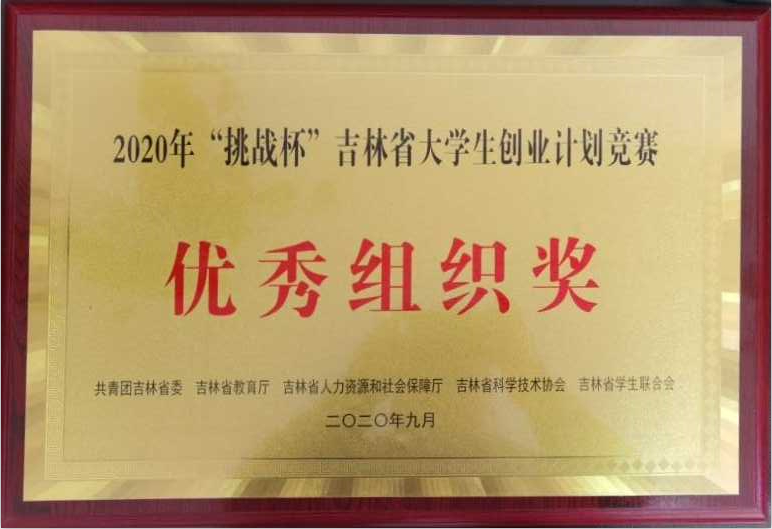 2020年“挑战杯”吉林省大学生创业计划竞赛
优秀组织奖
共青团吉林省委 吉林省教育厅 吉林省人力资源和社会保障厅 吉林省科学技术协会 吉林省学生联合会
二〇二〇年九月